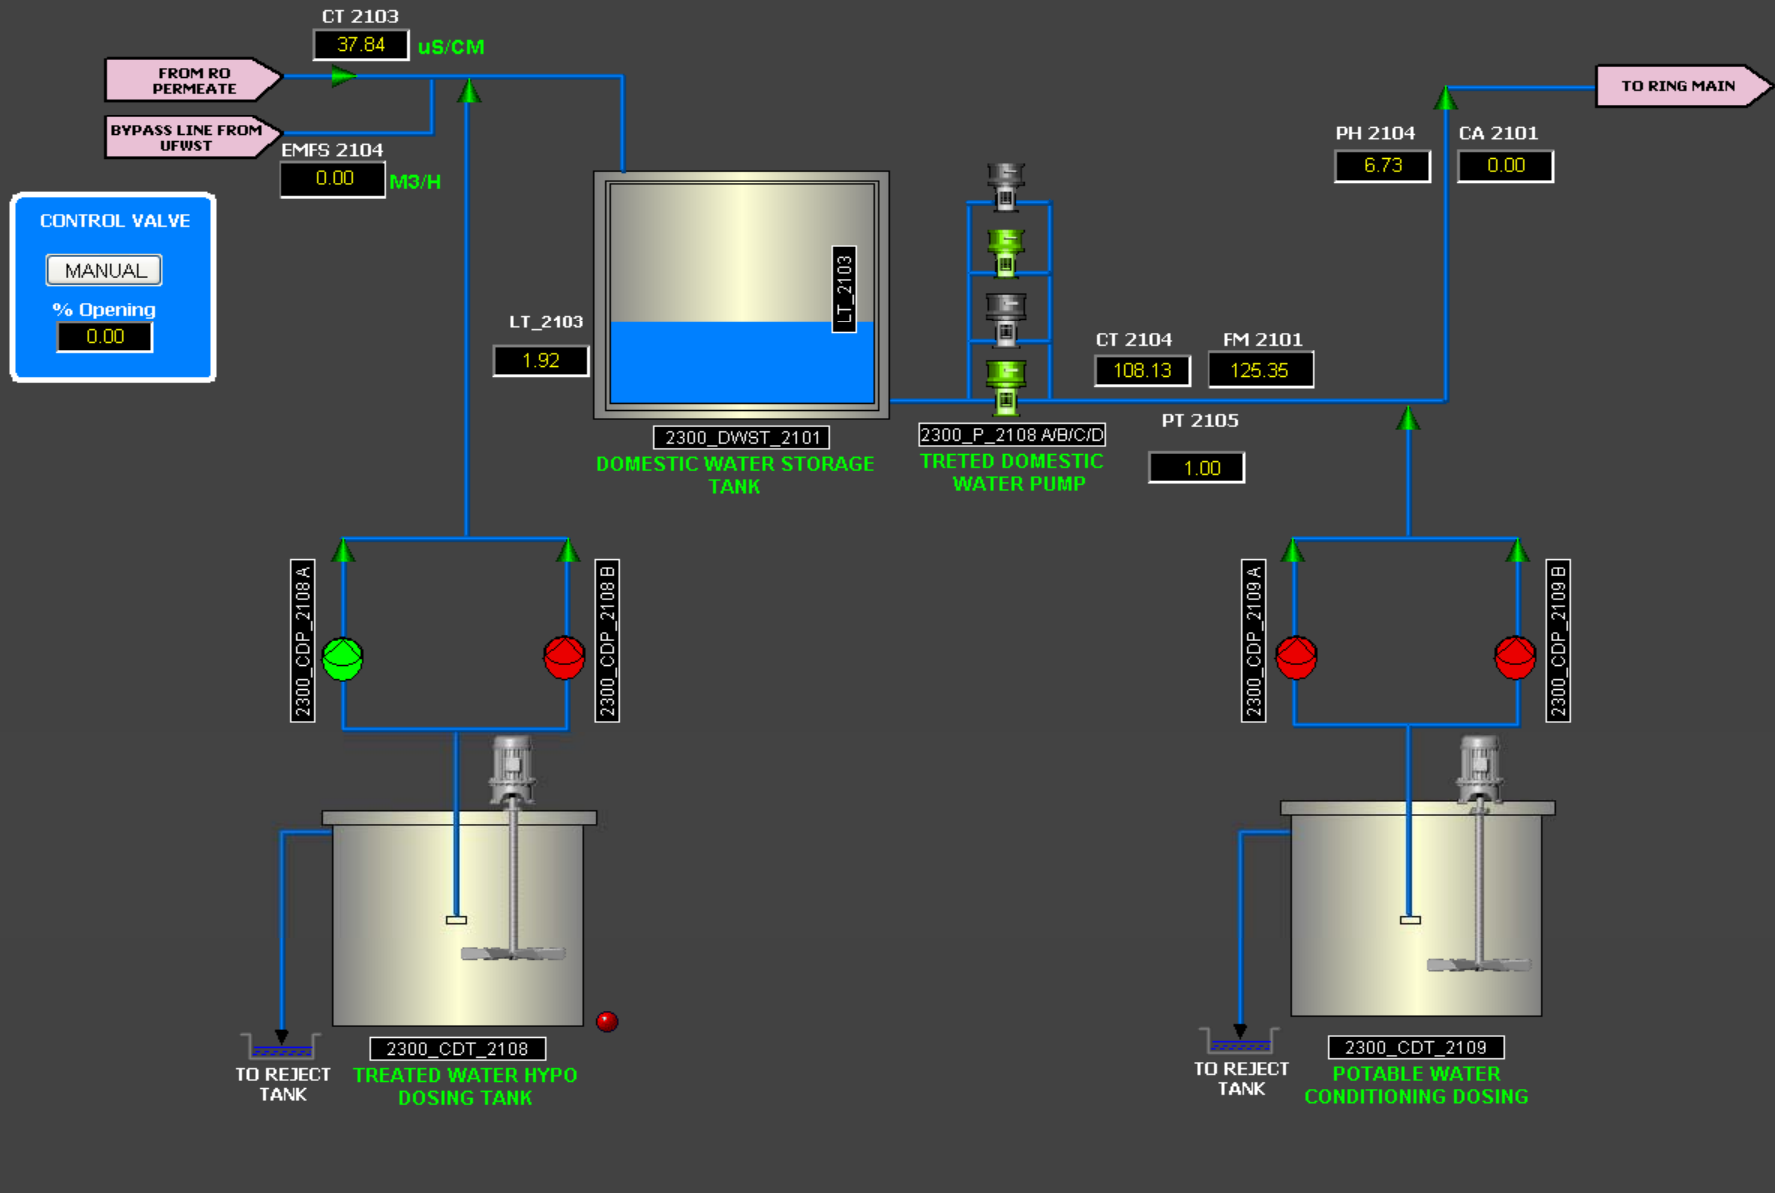 CT 2103
37.84 uS/CM
FROM RO
PERMEATE
BYPASS LINE FROM
UFWST
EMFS 2104
0.00 M3/H
TO RING MAIN
PH 2104
CA 2101
6.73
0.00
CONTROL VALVE
MANUAL
% Opening
0.00
LT_2103
LT_2103
1.92
CT 2104
FM 2101
108.13
125.35
PT 2105
1.00
2300_DWST_2101
DOMESTIC WATER STORAGE
TANK
2300_P_2108 A/B/C/D
TRETED DOMESTIC
WATER PUMP
2300_CDP_2108 A
2300_CDP_2108 B
2300_CDP_2109 A
2300_CDP_2109 B
TO REJECT
TANK
2300_CDT_2108
TREATED WATER HYPO
DOSING TANK
TO REJECT
TANK
2300_CDT_2109
POTABLE WATER
CONDITIONING DOSING